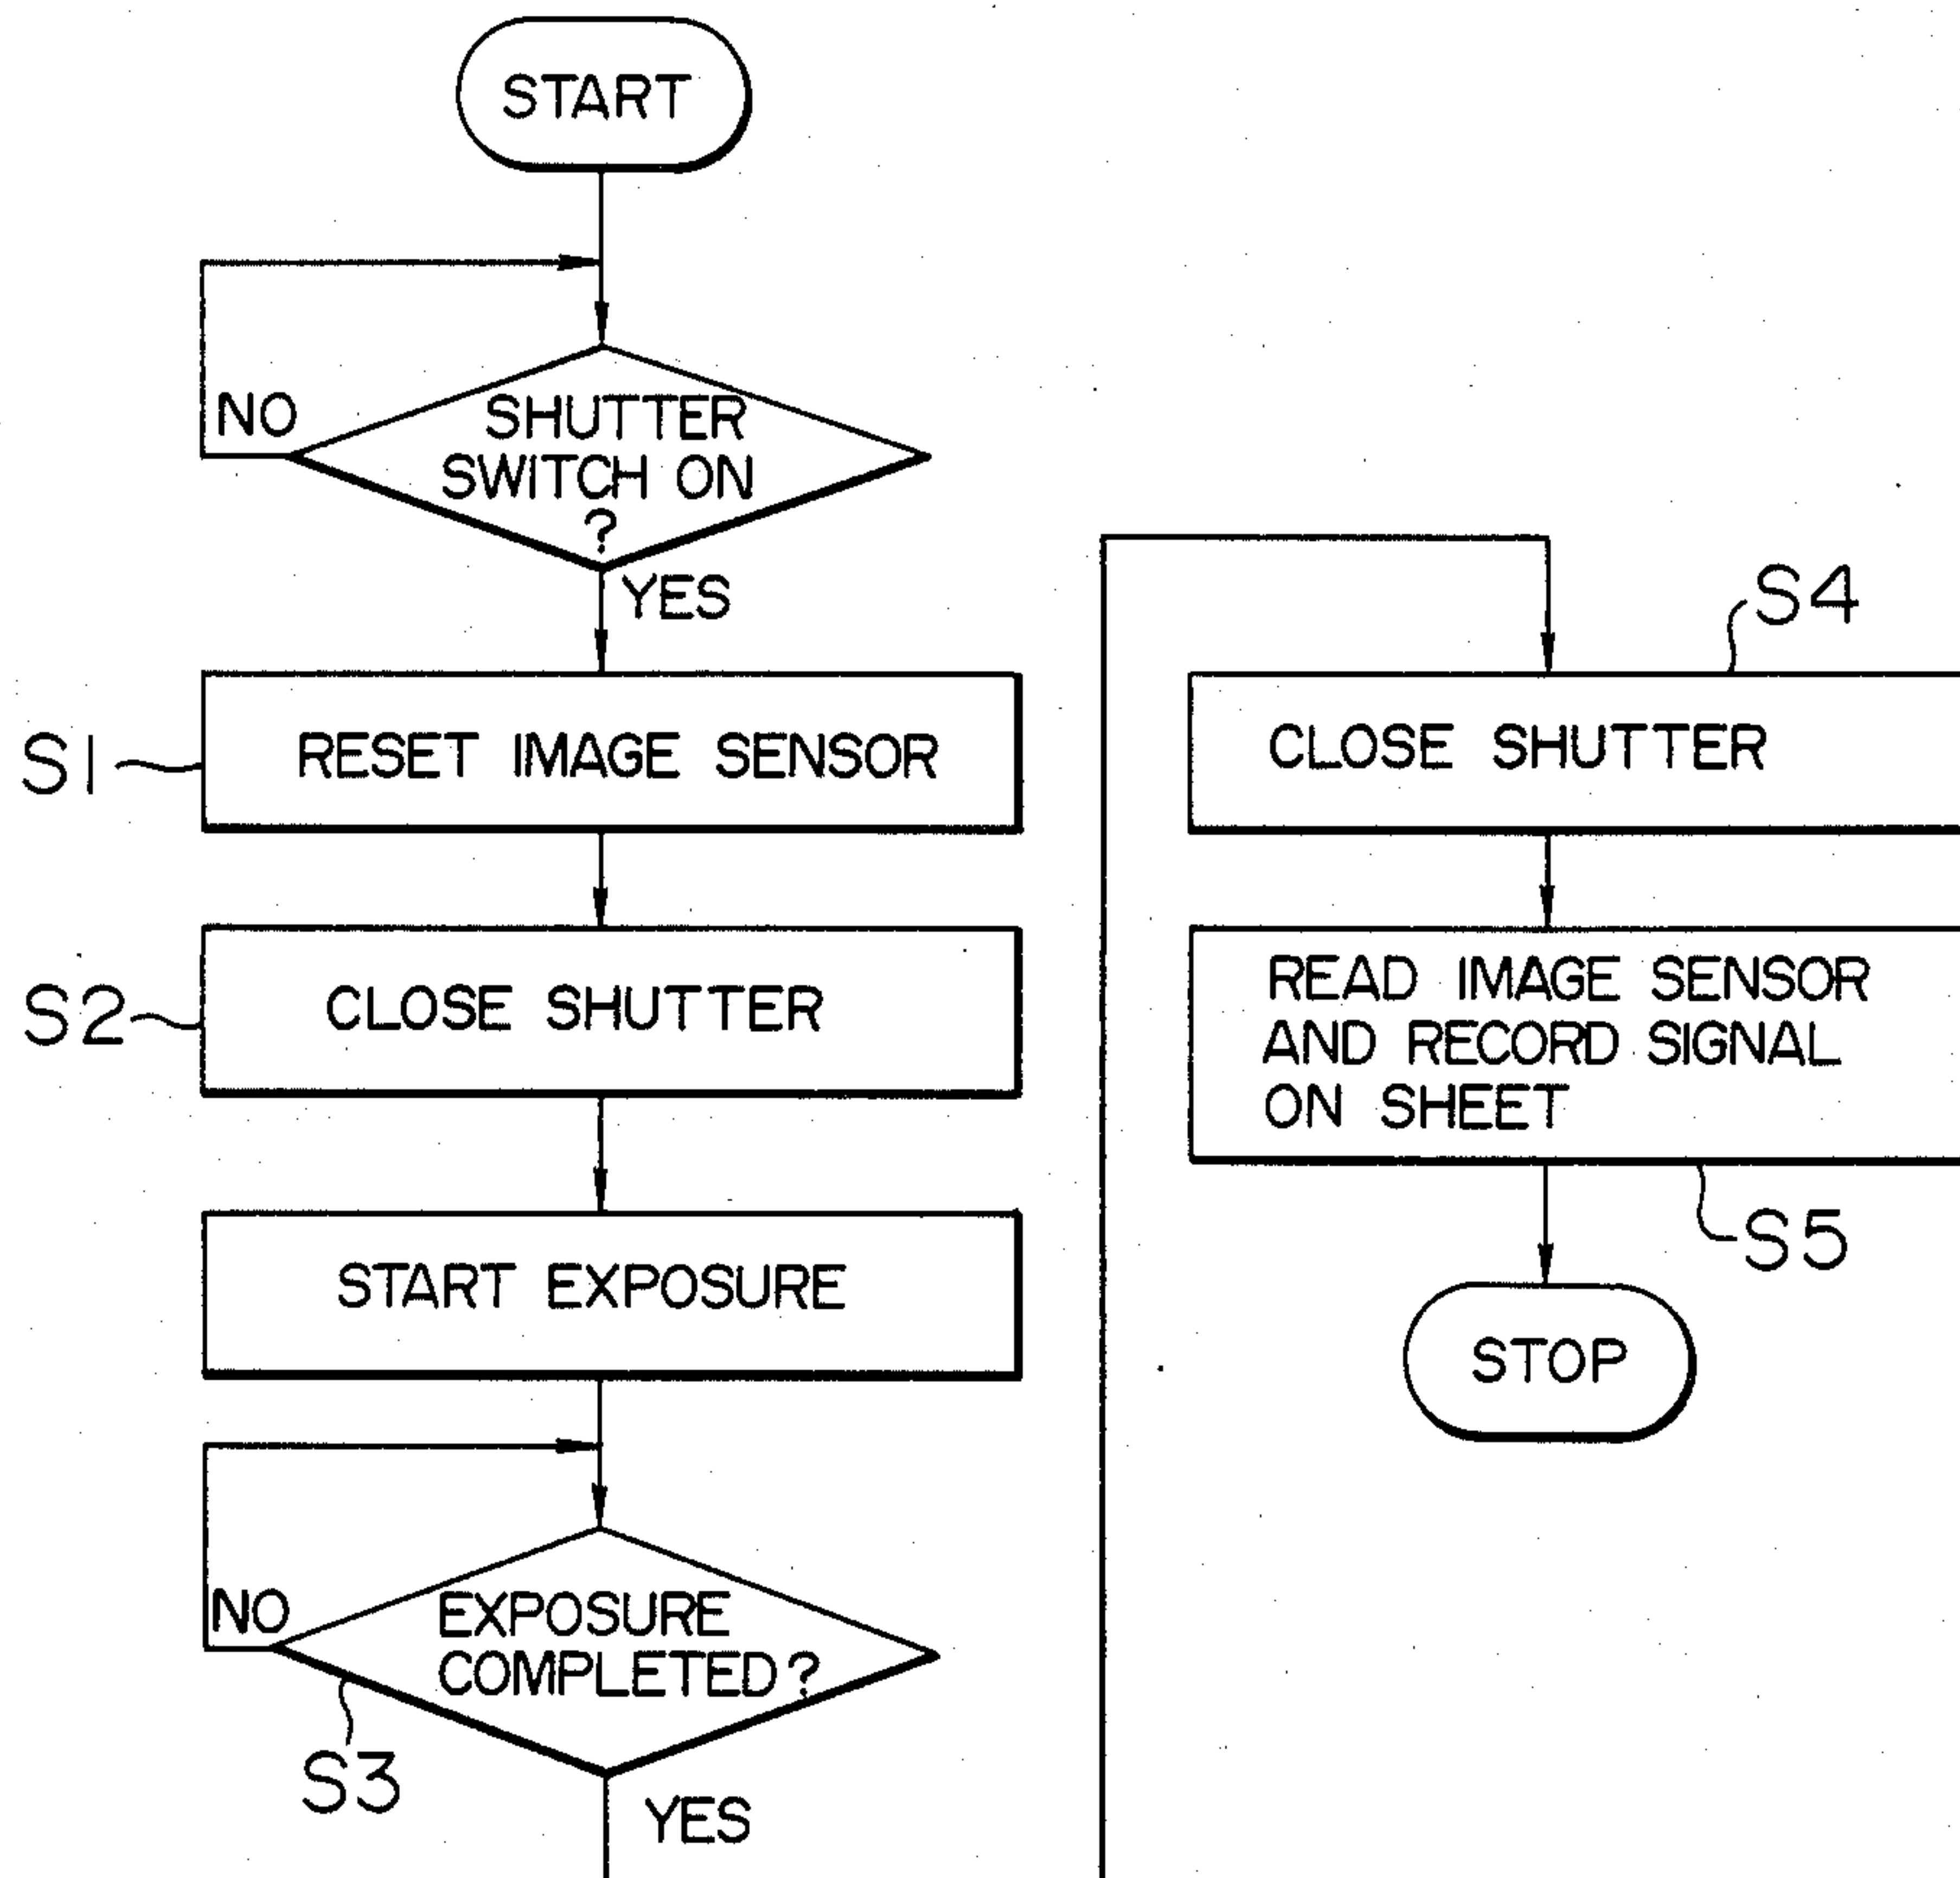 START
NO
SHUTTER
SWITCH ON
?
YES
S1
RESET IMAGE SENSOR
S2
CLOSE SHUTTER
START EXPOSURE
NO
EXPOSURE
COMPLETED?
S3
YES
S4
CLOSE SHUTTER
READ IMAGE SENSOR
AND RECORD SIGNAL
ON SHEET
S5
STOP